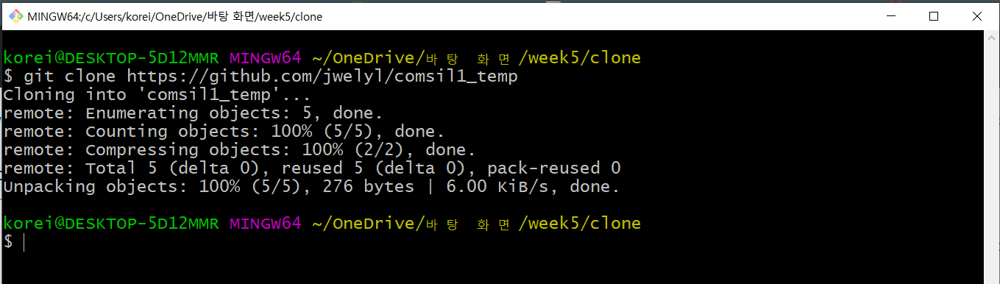 MINGW64:/c/Users/korei/OneDrive/바탕 화면/week5/clone
korei@DESKTOP-5D12MMR MINGW64 ~/OneDrive/바탕 화면/week5/clone
$ git clone https://github.com/jwelyl/comsil1_temp
Cloning into 'comsil1_temp'...
remote: Enumerating objects: 5, done.
remote: Counting objects: 100% (5/5), done.
remote: Compressing objects: 100% (2/2), done.
remote: Total 5 (delta 0), reused 5 (delta 0), pack-reused 0
Unpacking objects: 100% (5/5), 276 bytes | 6.00 KiB/s, done.
korei@DESKTOP-5D12MMR MINGW64 ~/OneDrive/바탕 화면/week5/clone
$